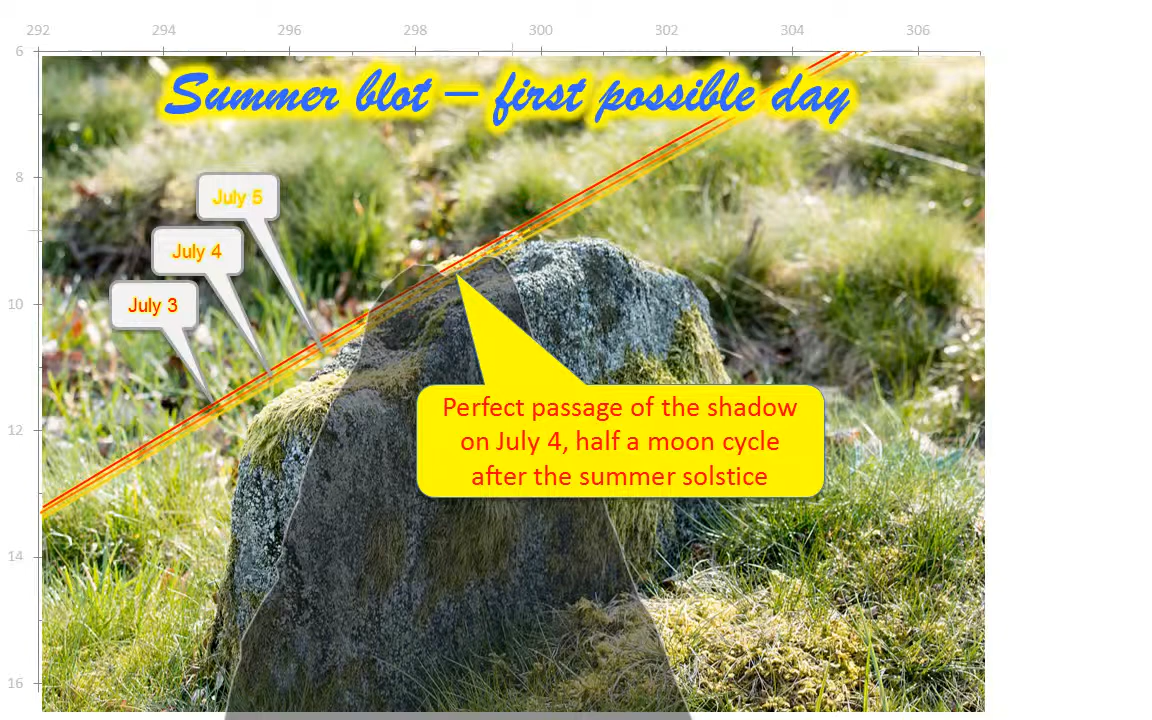 292 294 296 298 300 302 304 306
6
Summer blot – first possible day
8
July 5
July 4
July 3
10
Perfect passage of the shadow
on July 4, half a moon cycle
after the summer solstice
12
14
16